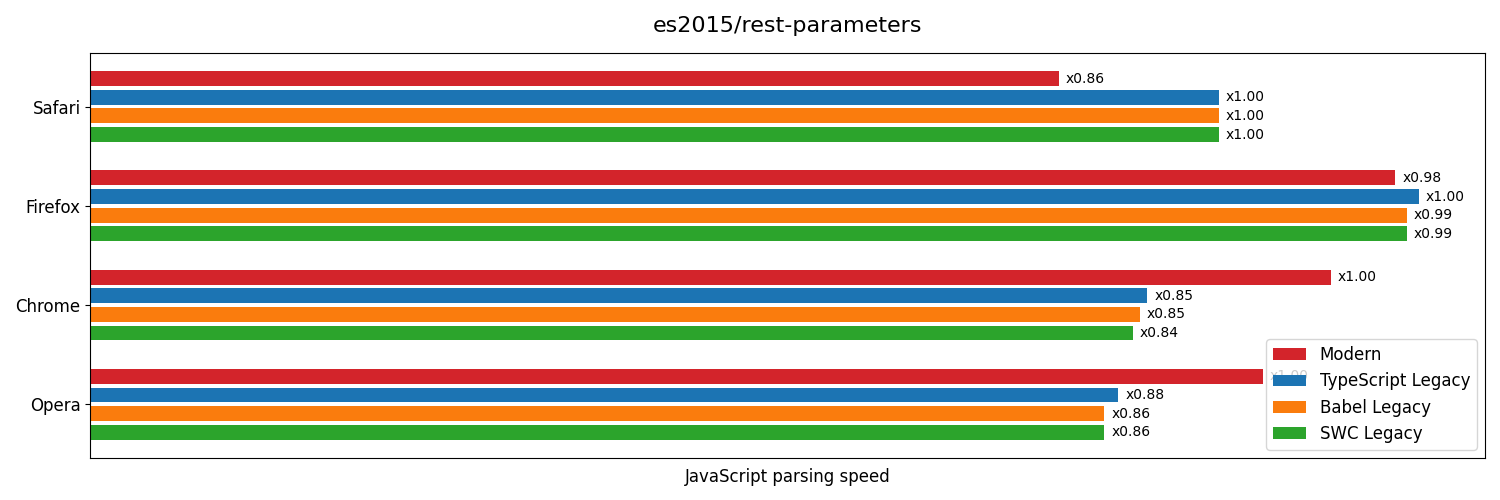 es2015/rest-parameters
Safari
x0.86
x1.00
x1.00
x1.00
Firefox
x0.98
x1.00
x0.99
x0.99
Chrome
x1.00
x0.85
x0.85
x0.84
Opera
x1.00
x0.88
x0.86
x0.86
Modern
TypeScript Legacy
Babel Legacy
SWC Legacy
JavaScript parsing speed